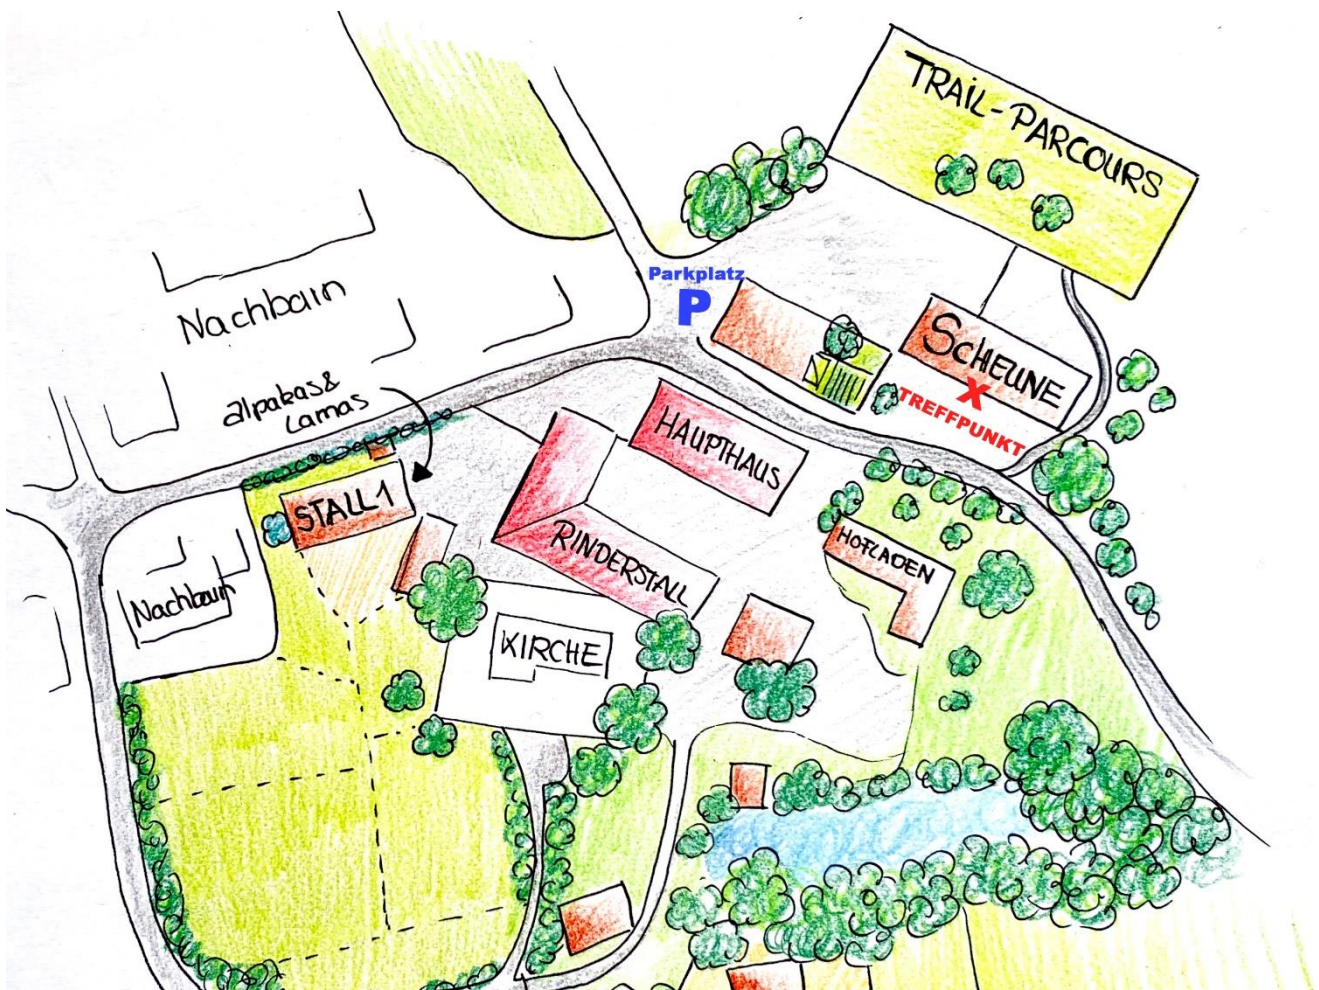 TRAIL-PARCOURS
Parkplatz
P
Nachbarn
SCHEUNE
X
TREFFPUNKT
alpakas &
Lamas
HAUPTHAUS
STALL 1
RINDERSTALL
HOFLADEN
Nachbarn
KIRCHE